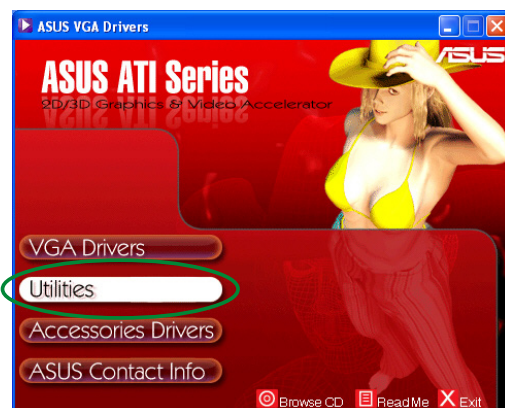 ASUS VGA Drivers
ASUS
ASUS ATI Series
2D/3D Graphics & Video Accelerator
VGA Drivers
Utilities
Accessories Drivers
ASUS Contact Info
Browse CD ReadMe Exit